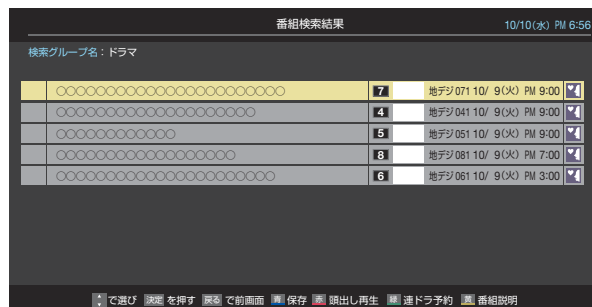 番組検索結果 10/10(水) PM 6:56
検索グループ名：ドラマ
○○○○○○○○○○○○○○○○○○○○○○○ 7 地デジ071 10/ 9(火) PM 9:00
○○○○○○○○○○○○○○○○○○○○ 4 地デジ041 10/ 9(火) PM 9:00
○○○○○○○○○○○○ 5 地デジ051 10/ 9(火) PM 9:00
○○○○○○○○○○○○○○○○○○ 8 地デジ081 10/ 9(火) PM 7:00
○○○○○○○○○○○○○○○○○○○○○○ 6 地デジ061 10/ 9(火) PM 3:00
で選び 決定 を押す 戻る で前画面 青 保存 赤 頭出し再生 緑 連ドラ予約 黄 番組説明